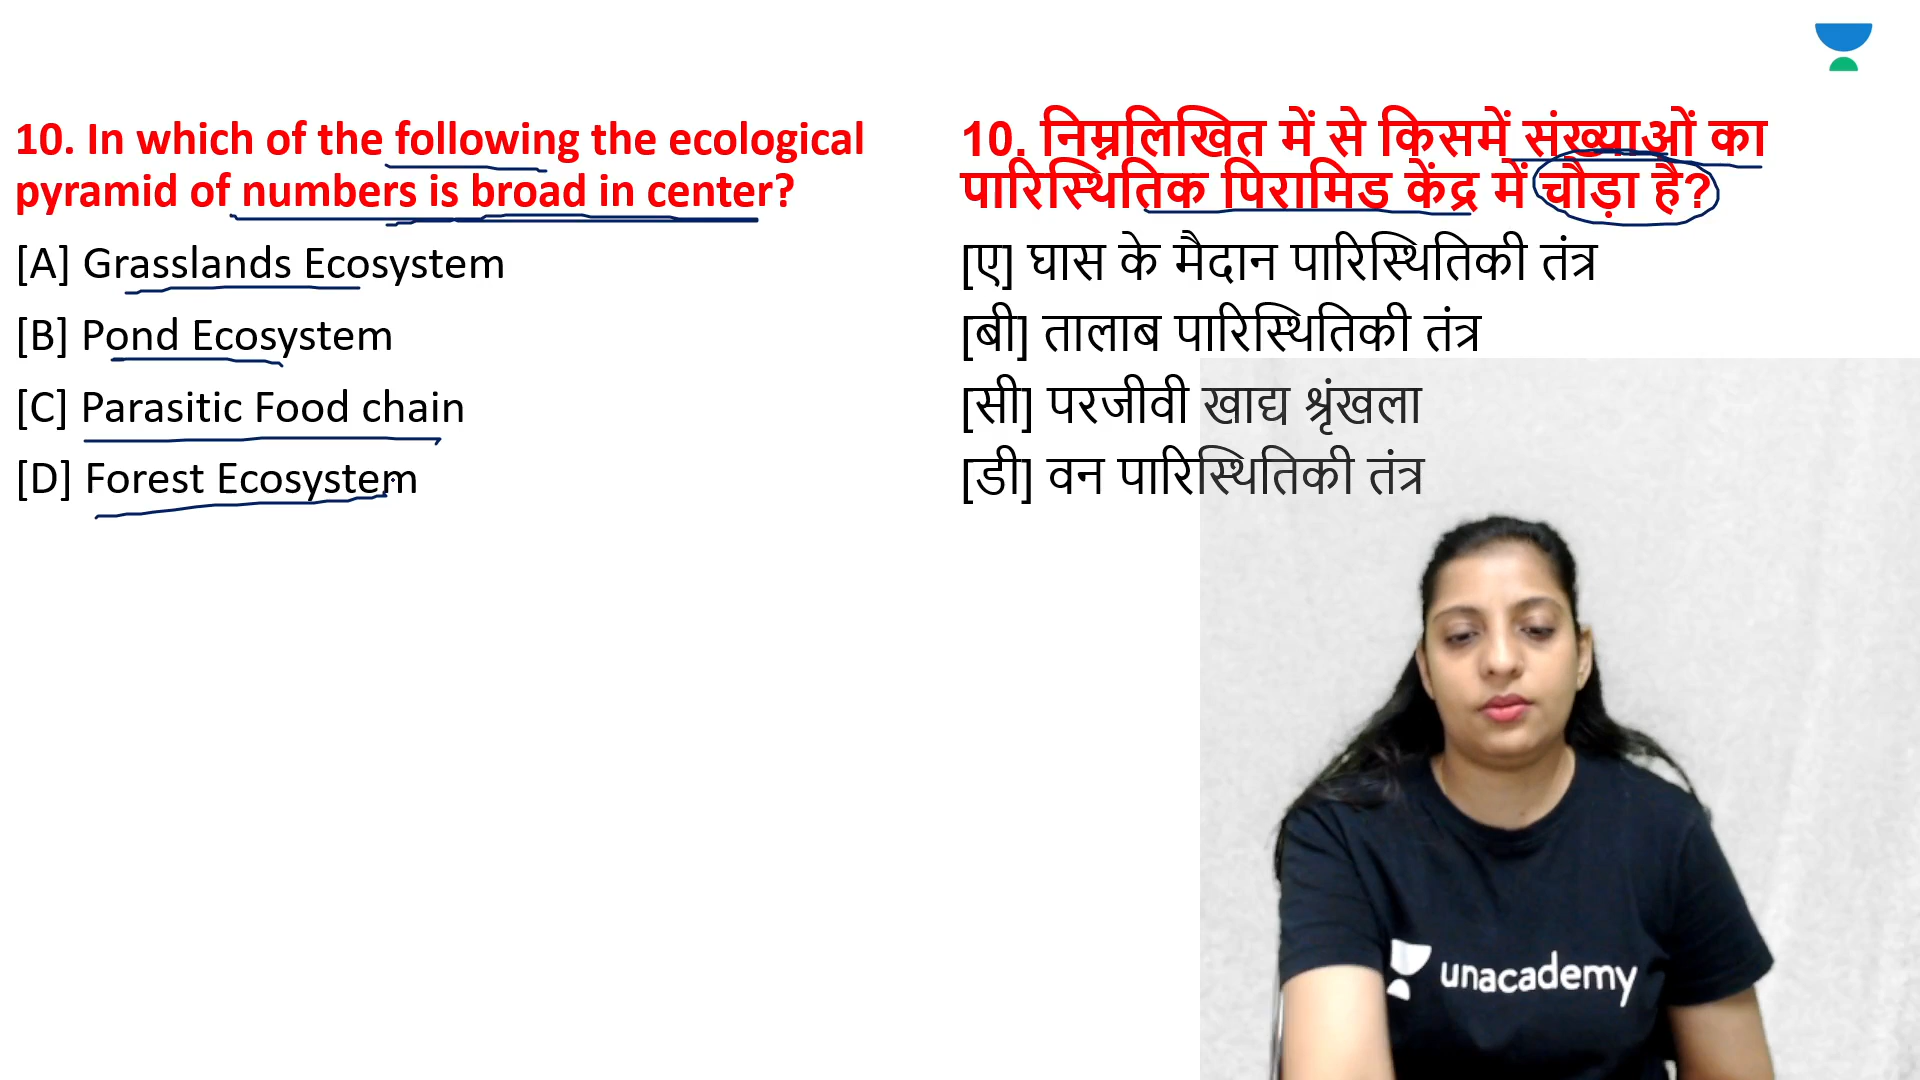 10. In which of the following the ecological
pyramid of numbers is broad in center?
[A] Grasslands Ecosystem
[B] Pond Ecosystem
[C] Parasitic Food chain
[D] Forest Ecosystem
10. निम्नलिखित में से किसमें संख्याओं का
पारिस्थितिक पिरामिड केंद्र में चौड़ा है?
[ए] घास के मैदान पारिस्थितिकी तंत्र
[बी] तालाब पारिस्थितिकी तंत्र
[सी] परजीवी खाद्य श्रृंखला
[डी] वन पारिस्थितिकी तंत्र
unacademy